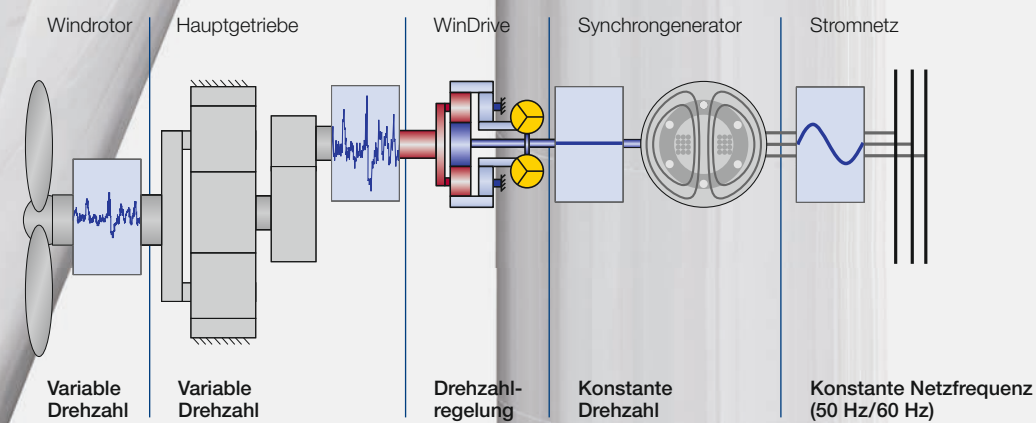 Windrotor
Hauptgetriebe
WinDrive
Synchrongenerator
Stromnetz
Variable
Drehzahl
Variable
Drehzahl
Drehzahl-
regelung
Konstante
Drehzahl
Konstante Netzfrequenz
(50 Hz/60 Hz)